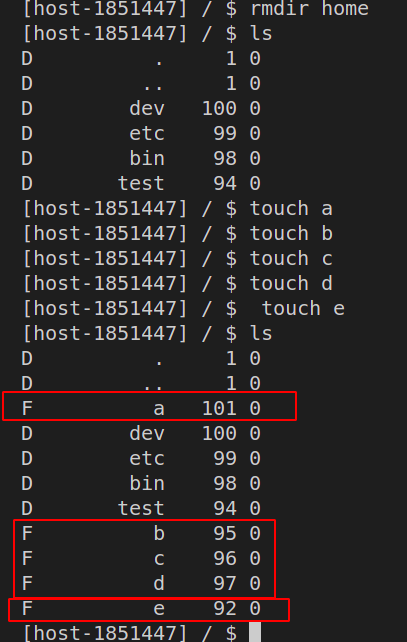 [host-1851447] / $ rmdir home
[host-1851447] / $ ls
D . 1 0
D .. 1 0
D dev 100 0
D etc 99 0
D bin 98 0
D test 94 0
[host-1851447] / $ touch a
[host-1851447] / $ touch b
[host-1851447] / $ touch c
[host-1851447] / $ touch d
[host-1851447] / $  touch e
[host-1851447] / $ ls
D . 1 0
D .. 1 0
F a 101 0
D dev 100 0
D etc 99 0
D bin 98 0
D test 94 0
F b 95 0
F c 96 0
F d 97 0
F e 92 0
[host-1851447] / $